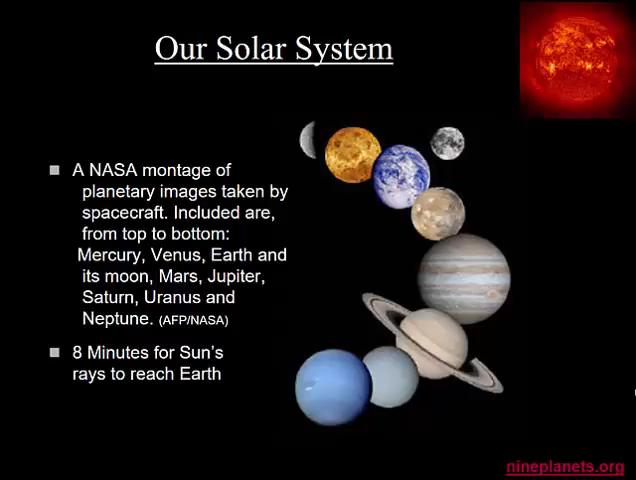 Our Solar System
A NASA montage of
planetary images taken by
spacecraft. Included are,
from top to bottom:
Mercury, Venus, Earth and
its moon, Mars, Jupiter,
Saturn, Uranus and
Neptune. (AFP/NASA)
8 Minutes for Sun's
rays to reach Earth
nineplanets.org